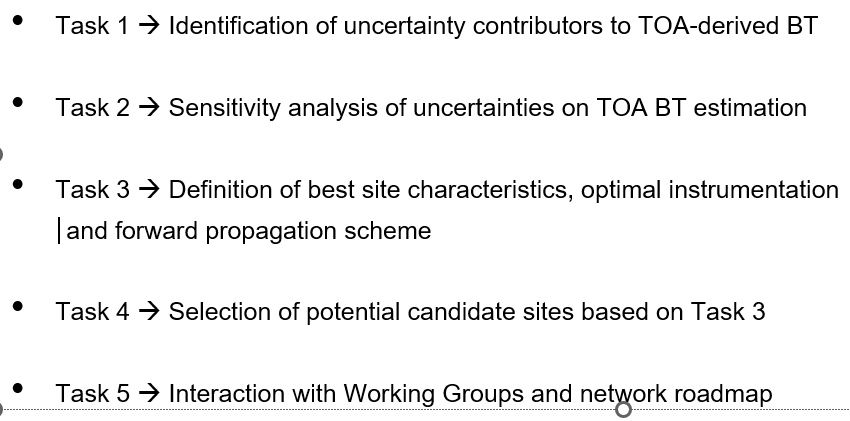 • Task 1 → Identification of uncertainty contributors to TOA-derived BT
• Task 2 → Sensitivity analysis of uncertainties on TOA BT estimation
• Task 3 → Definition of best site characteristics, optimal instrumentation
and forward propagation scheme
• Task 4 → Selection of potential candidate sites based on Task 3
• Task 5 → Interaction with Working Groups and network roadmap